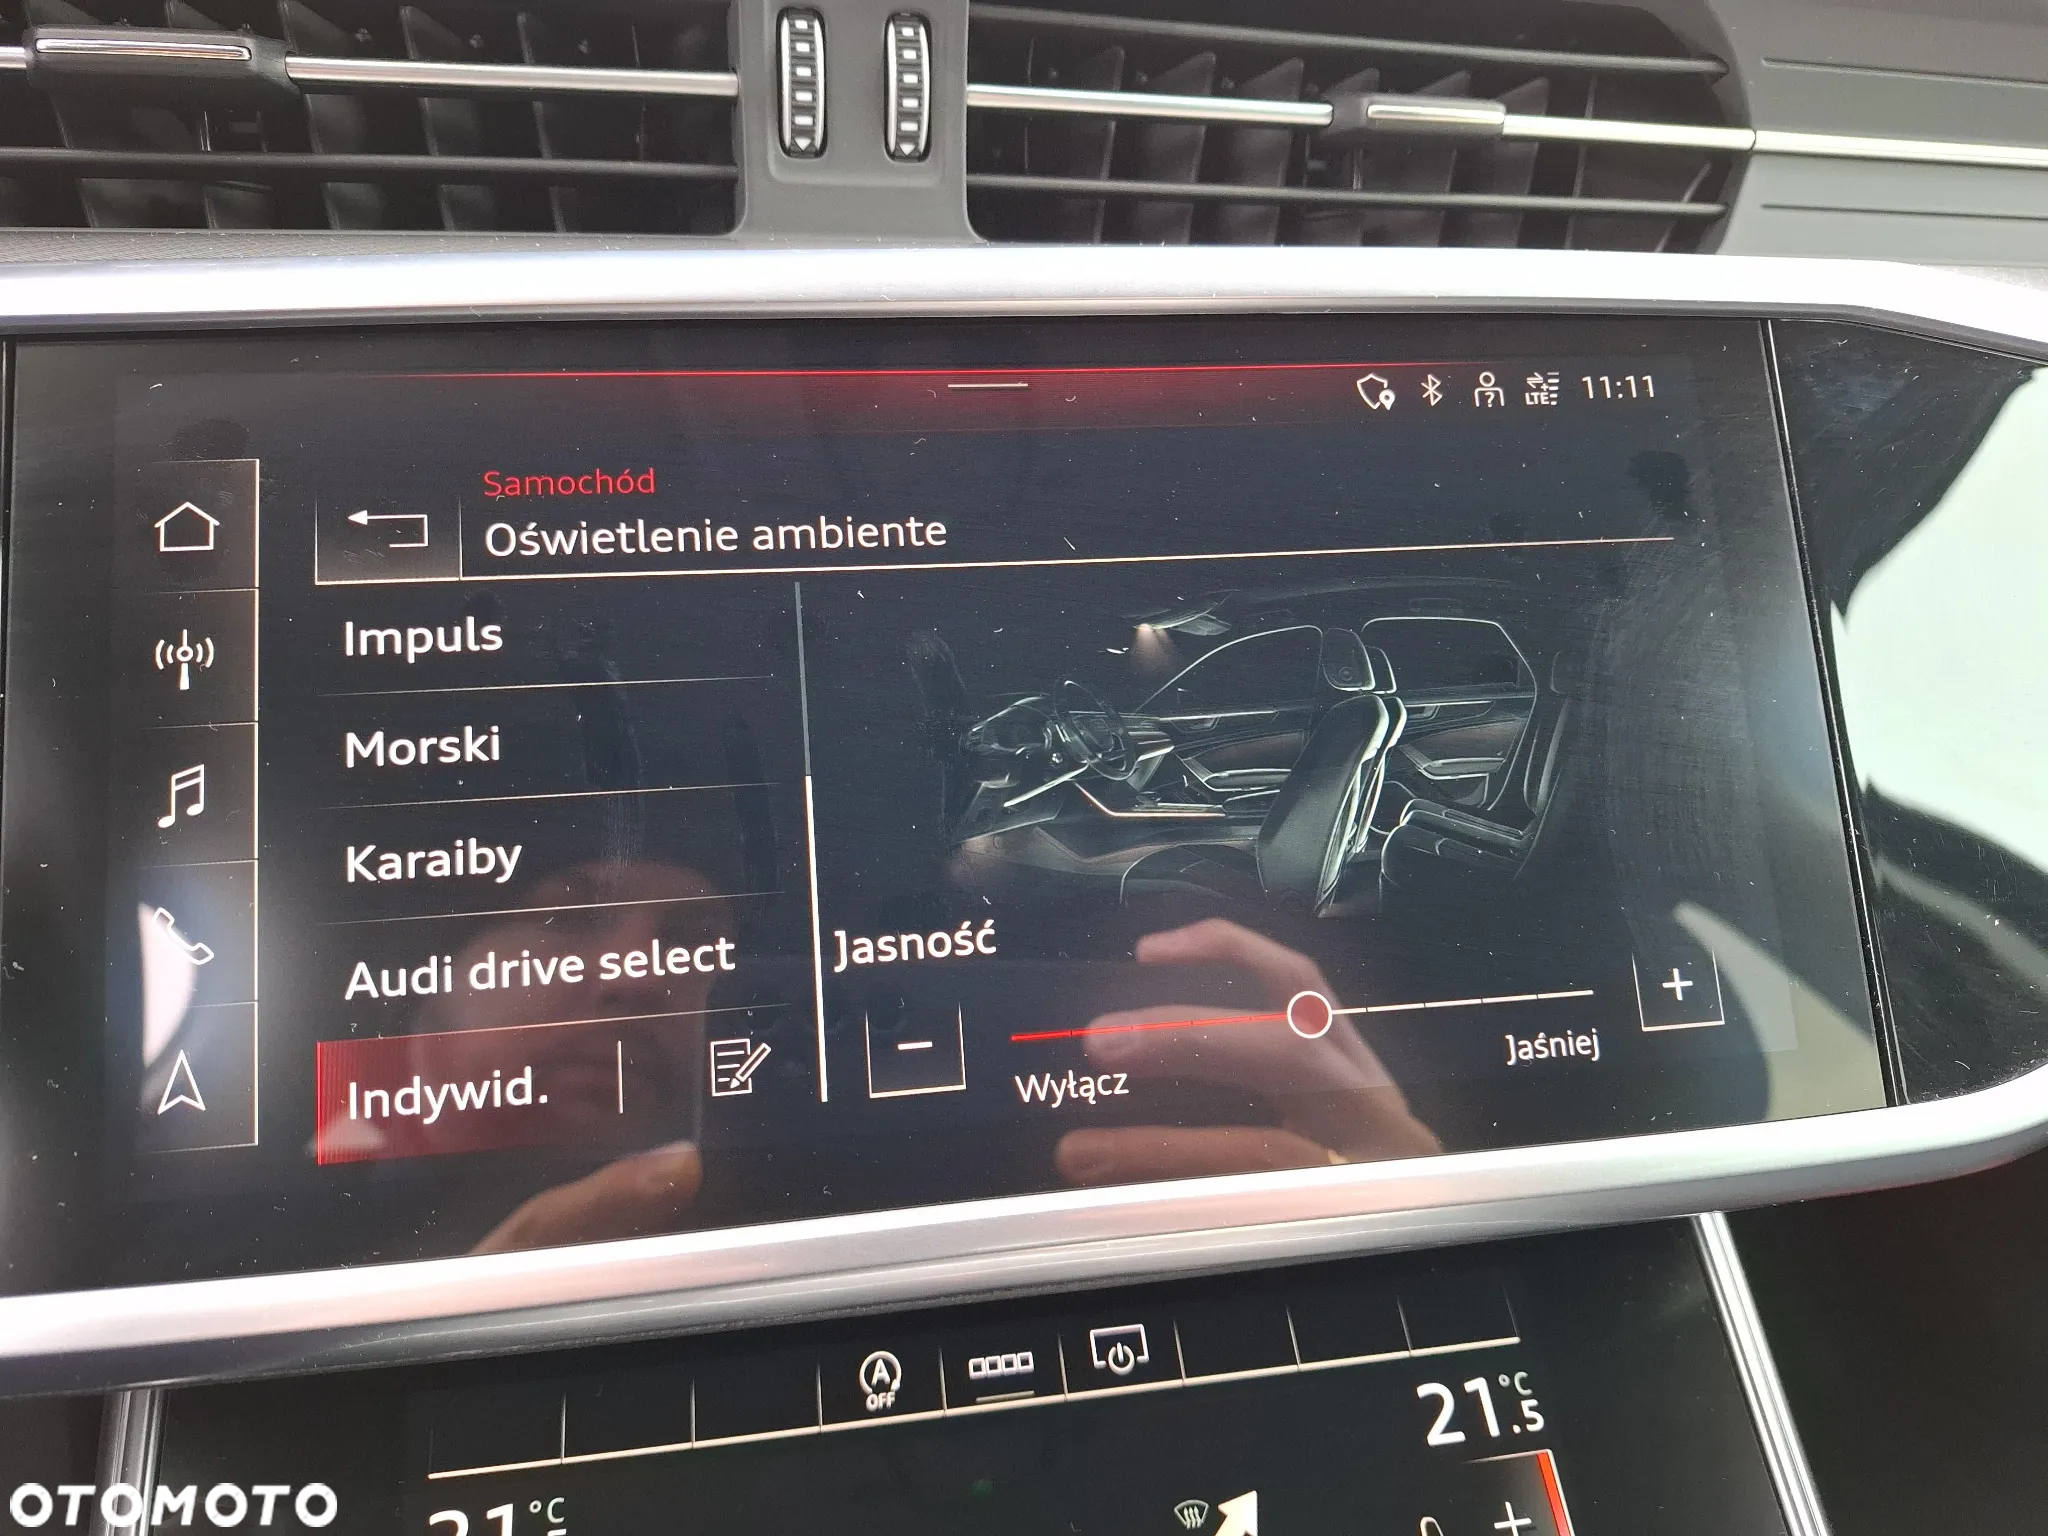 LTE
11:11
Samochód
Oświetlenie ambiente
Impuls
Morski
Karaiby
Audi drive select
Indywid.
Jasność
Wyłącz
Jaśniej
A
OFF
21.5 °C
°C
OTOMOTO